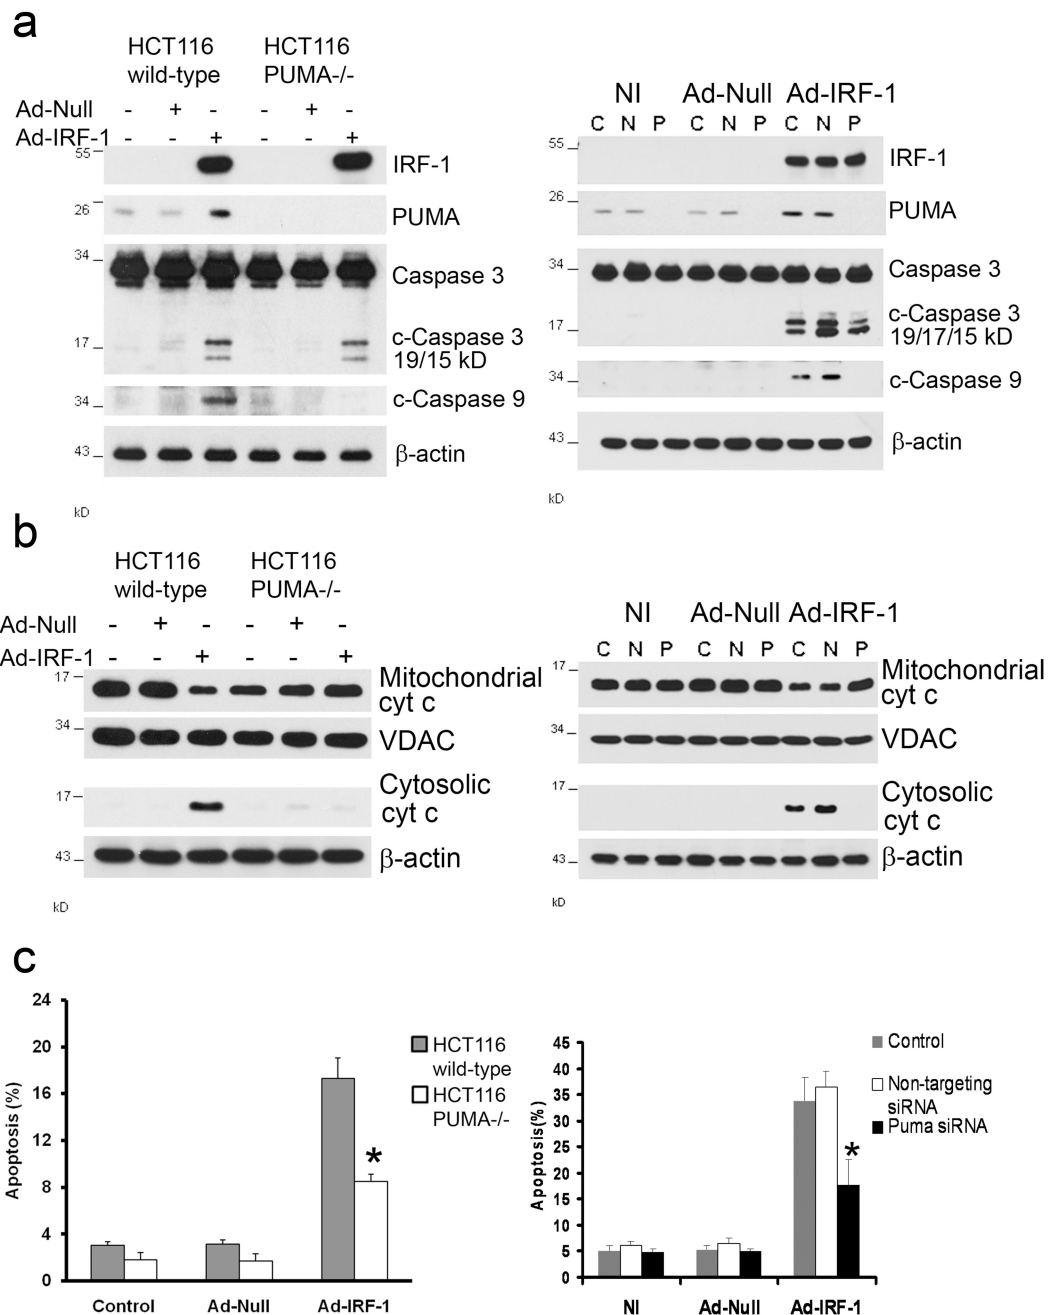 a
HCT116 HCT116
wild-type PUMA-/-
Ad-Null - + - - + -
Ad-IRF-1 - - + - - +
55
IRF-1
26
PUMA
34
Caspase 3
17
c-Caspase 3
19/15 kD
34
c-Caspase 9
43
β-actin
kD
NI Ad-Null Ad-IRF-1
C N P C N P C N P
55
IRF-1
26
PUMA
34
Caspase 3
c-Caspase 3
17
19/17/15 kD
34
c-Caspase 9
43
β-actin
kD
b
HCT116 HCT116
wild-type PUMA-/-
Ad-Null - + - - + -
Ad-IRF-1 - - + - - +
17
Mitochondrial
cyt c
34
VDAC
17
Cytosolic
cyt c
43
β-actin
kD
NI Ad-Null Ad-IRF-1
C N P C N P C N P
17
Mitochondrial
cyt c
34
VDAC
17
Cytosolic
cyt c
43
β-actin
kD
c
24
20
16
12
8
4
0
Apoptosis (%)
*
HCT116
wild-type
HCT116
PUMA-/-
Control Ad-Null Ad-IRF-1
45
40
35
30
25
20
15
10
5
0
Apoptosis(%)
*
Control
Non-targeting
siRNA
Puma siRNA
NI Ad-Null Ad-IRF-1